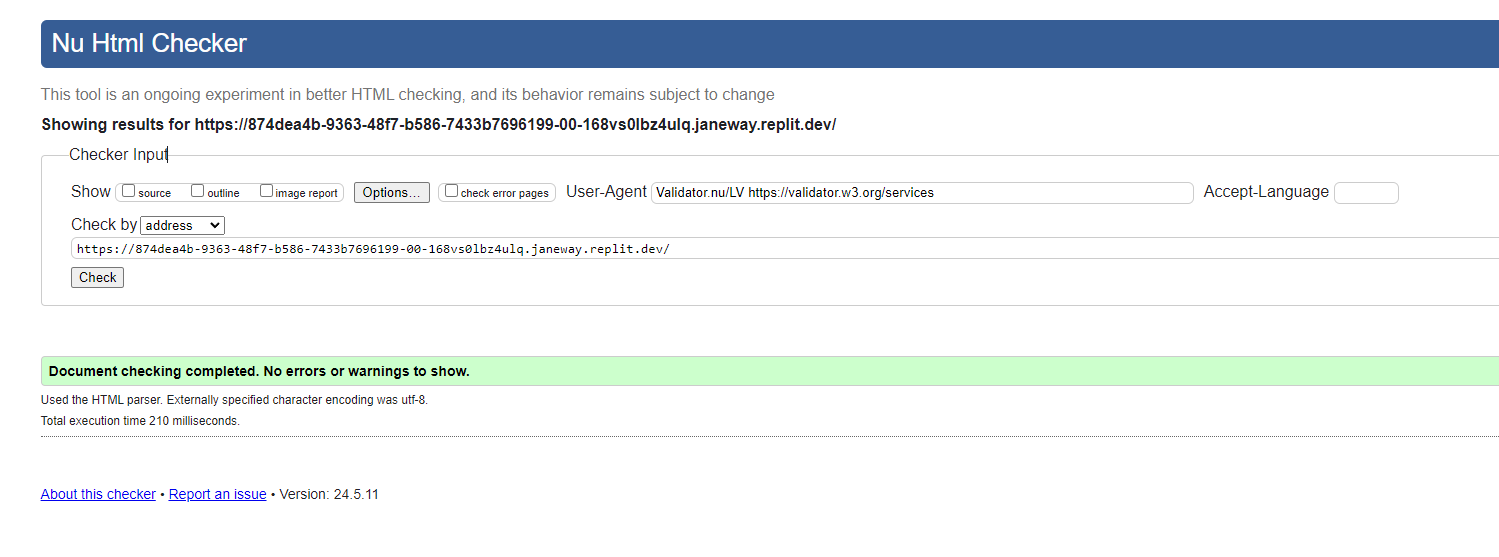 Nu Html Checker
This tool is an ongoing experiment in better HTML checking, and its behavior remains subject to change
Showing results for https://874dea4b-9363-48f7-b586-7433b7696199-00-168vs0lbz4ulq.janeway.replit.dev/
Checker Input
Show source outline image report Options... check error pages User-Agent Validator.nu/LV https://validator.w3.org/services Accept-Language
Check by address
https://874dea4b-9363-48f7-b586-7433b7696199-00-168vs0lbz4ulq.janeway.replit.dev/
Check
Document checking completed. No errors or warnings to show.
Used the HTML parser. Externally specified character encoding was utf-8.
Total execution time 210 milliseconds.
About this checker • Report an issue • Version: 24.5.11